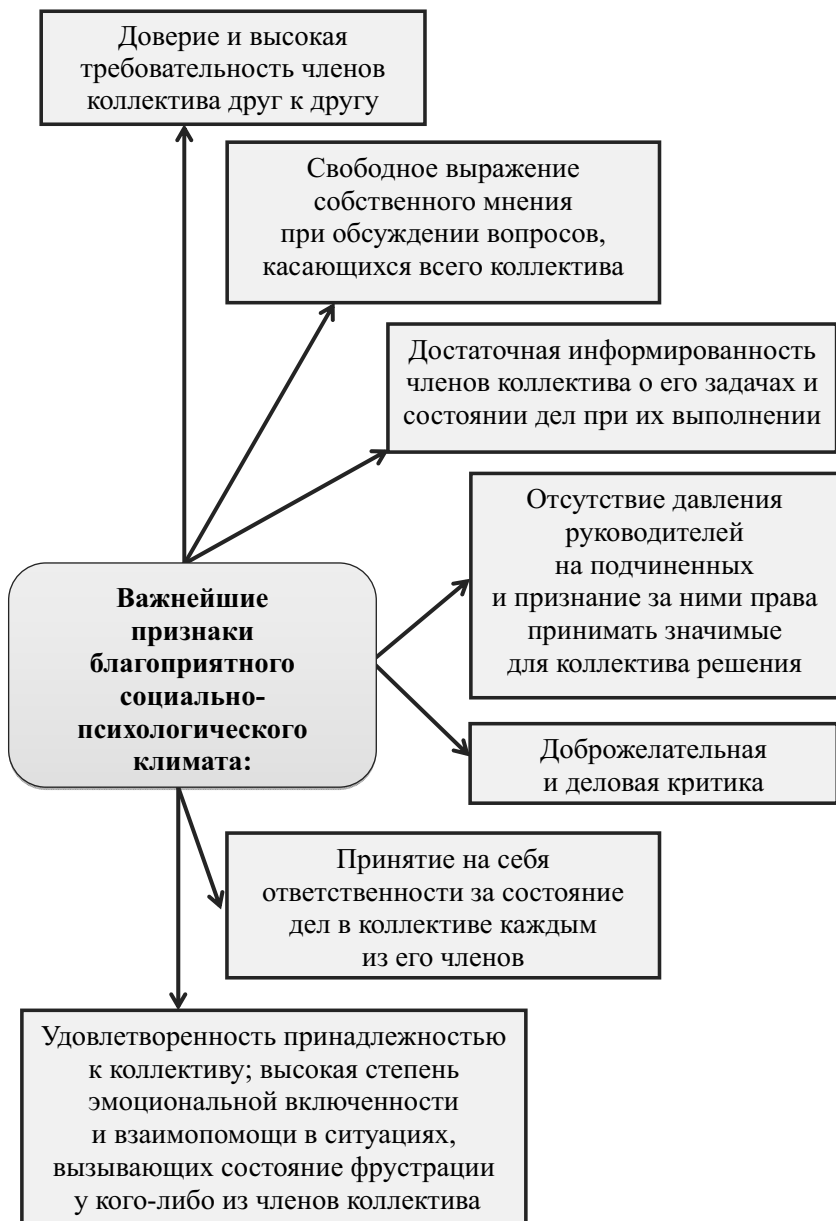 Доверие и высокая
требовательность членов
коллектива друг к другу
Свободное выражение
собственного мнения
при обсуждении вопросов,
касающихся всего коллектива
Достаточная информированность
членов коллектива о его задачах и
состоянии дел при их выполнении
Отсутствие давления
руководителей
на подчиненных
и признание за ними права
принимать значимые
для коллектива решения
Важнейшие
признаки
благоприятного
социально-
психологического
климата:
Доброжелательная
и деловая критика
Принятие на себя
ответственности за состояние
дел в коллективе каждым
из его членов
Удовлетворенность принадлежностью
к коллективу; высокая степень
эмоциональной включенности
и взаимопомощи в ситуациях,
вызывающих состояние фрустрации
у кого-либо из членов коллектива